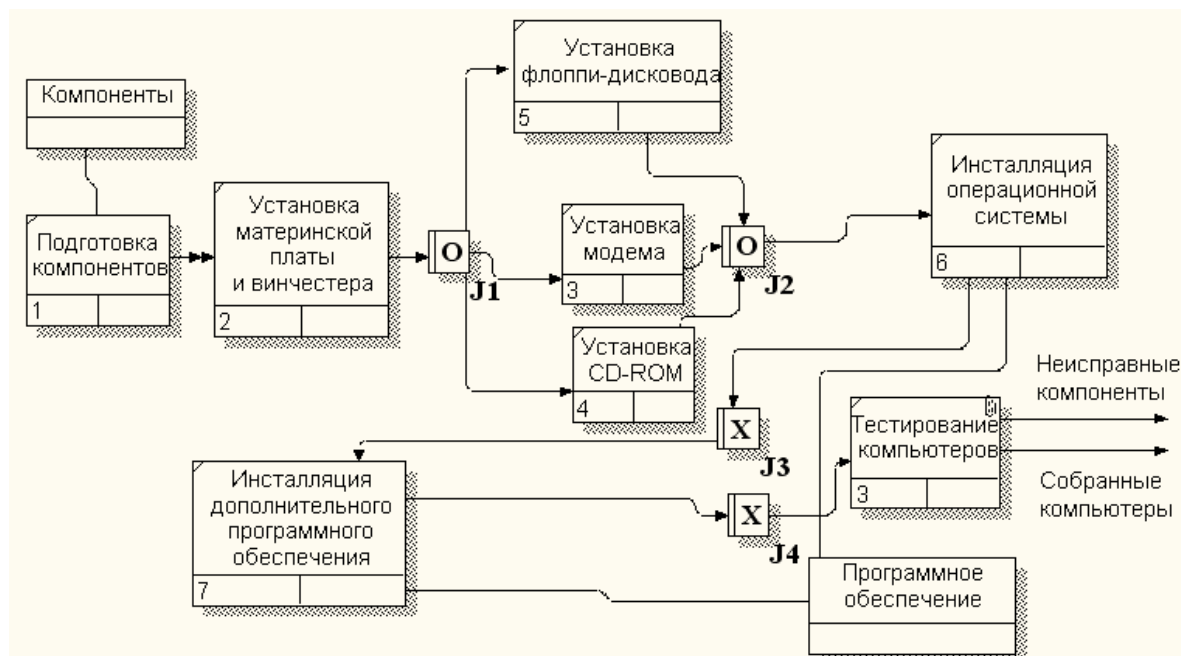 Компоненты
Подготовка
компонентов
1
Установка
материнской
платы
и винчестера
2
O
J1
Установка
флоппи-дисковода
5
Установка
модема
3
Установка
CD-ROM
4
O
J2
Инсталляция
операционной
системы
6
X
J3
Инсталляция
дополнительного
программного
обеспечения
7
X
J4
Тестирование
компьютеров
3
Неисправные
компоненты
Собранные
компьютеры
Программное
обеспечение